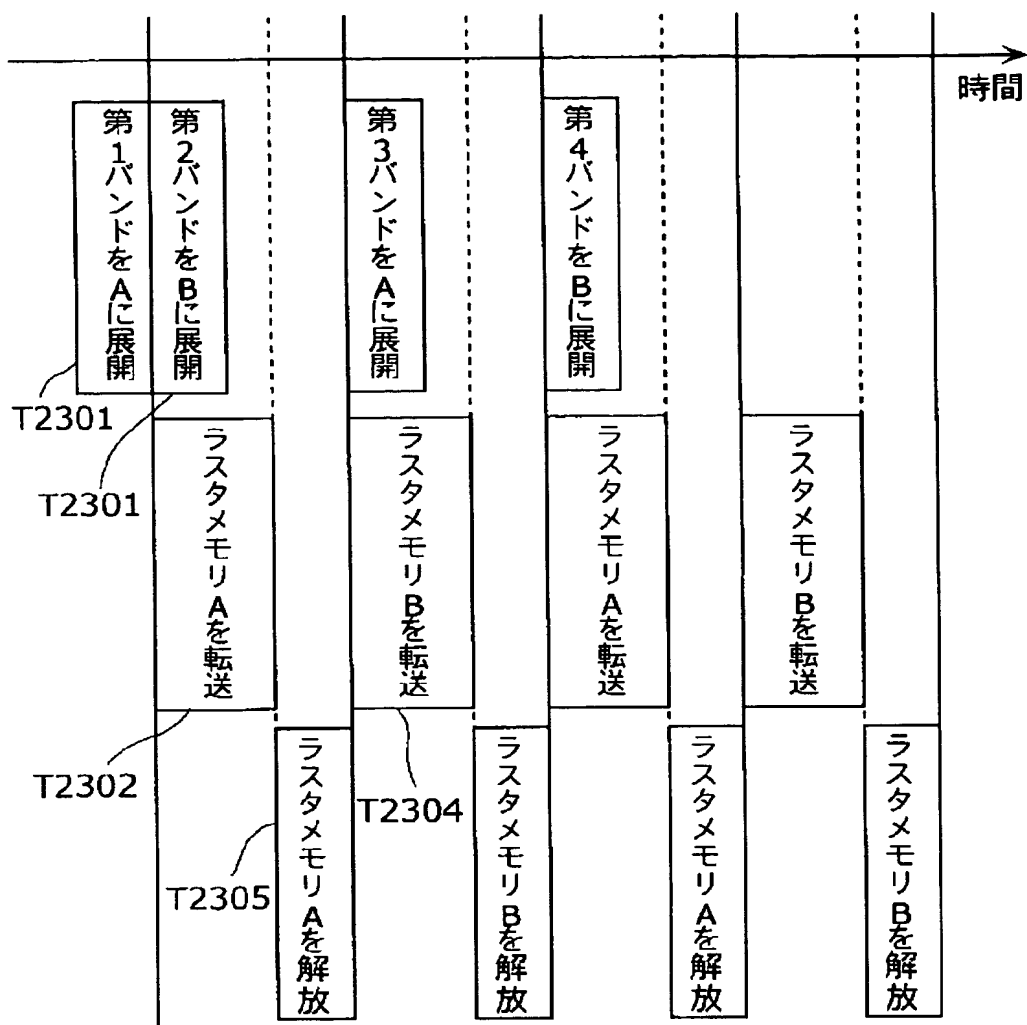 時間
第1バンドをAに展開
第2バンドをBに展開
第3バンドをAに展開
第4バンドをBに展開
T2301
T2301
ラスタメモリAを転送
ラスタメモリBを転送
ラスタメモリAを転送
ラスタメモリBを転送
T2302
T2304
T2305
ラスタメモリAを解放
ラスタメモリBを解放
ラスタメモリAを解放
ラスタメモリBを解放